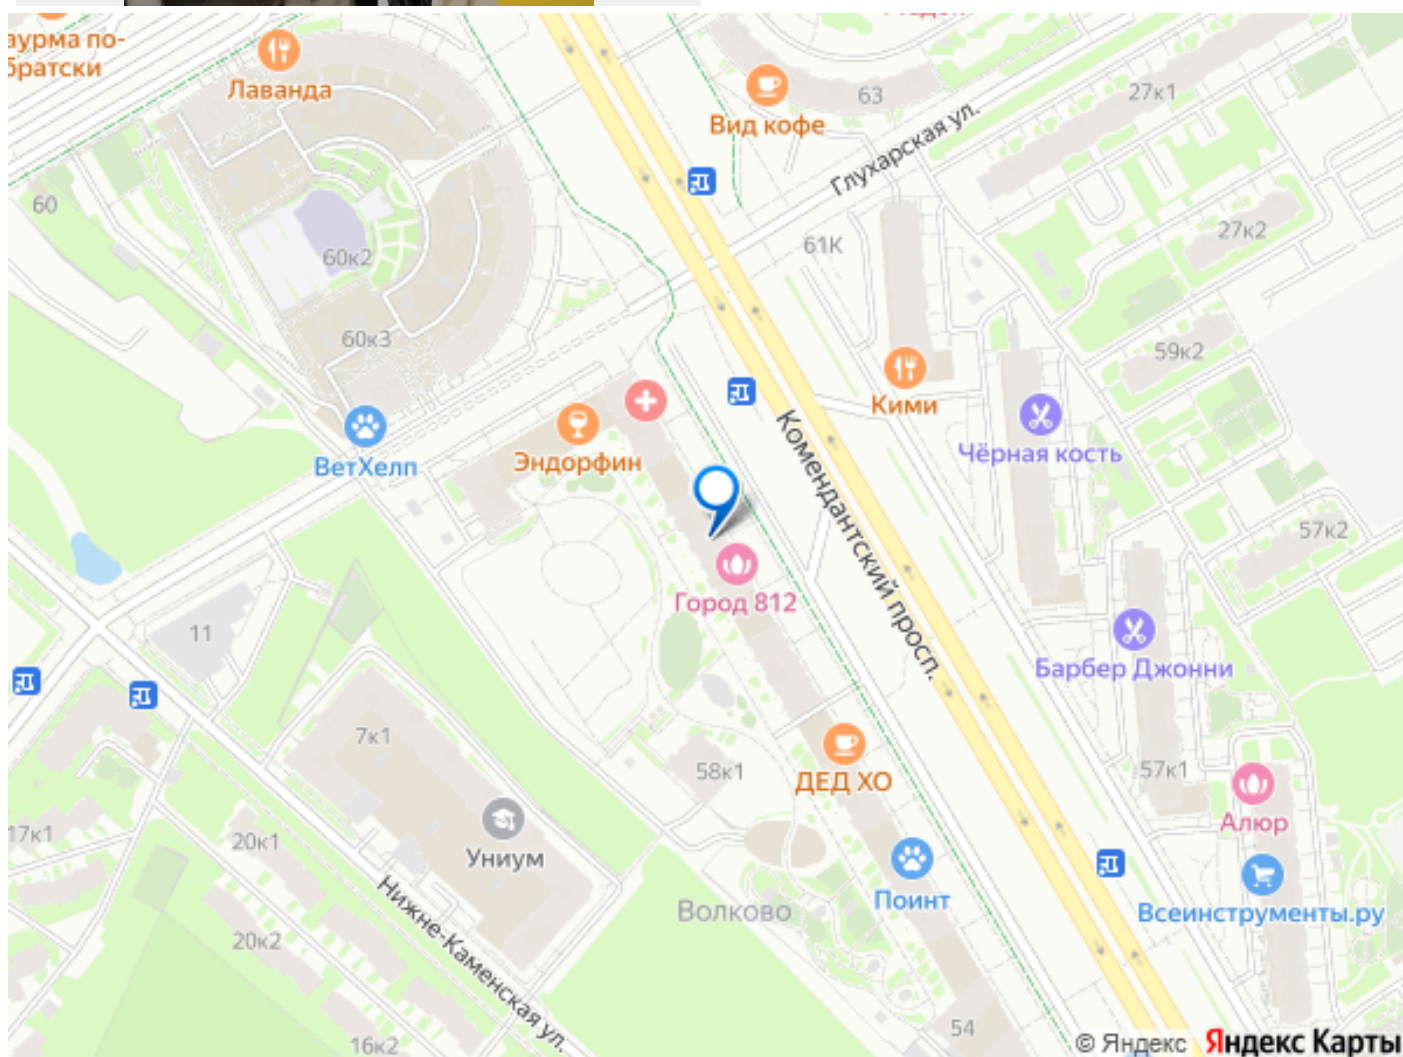 аурма по-
братски
Лаванда
Вид кофе
63
27к1
Глухарская ул.
60
60к2
61К
27к2
60к3
59к2
Кими
Чёрная кость
ВетХелп
Эндорфин
Комендантский просп.
57к2
Город 812
11
Барбер Джонни
7к1
58к1
ДЕД ХО
57к1
Алюр
17к1
20к1
Униум
Поинт
Всеинструменты.ру
Волково
Нижне-Каменская ул.
20к2
54
16к2
© Яндекс Яндекс Карты